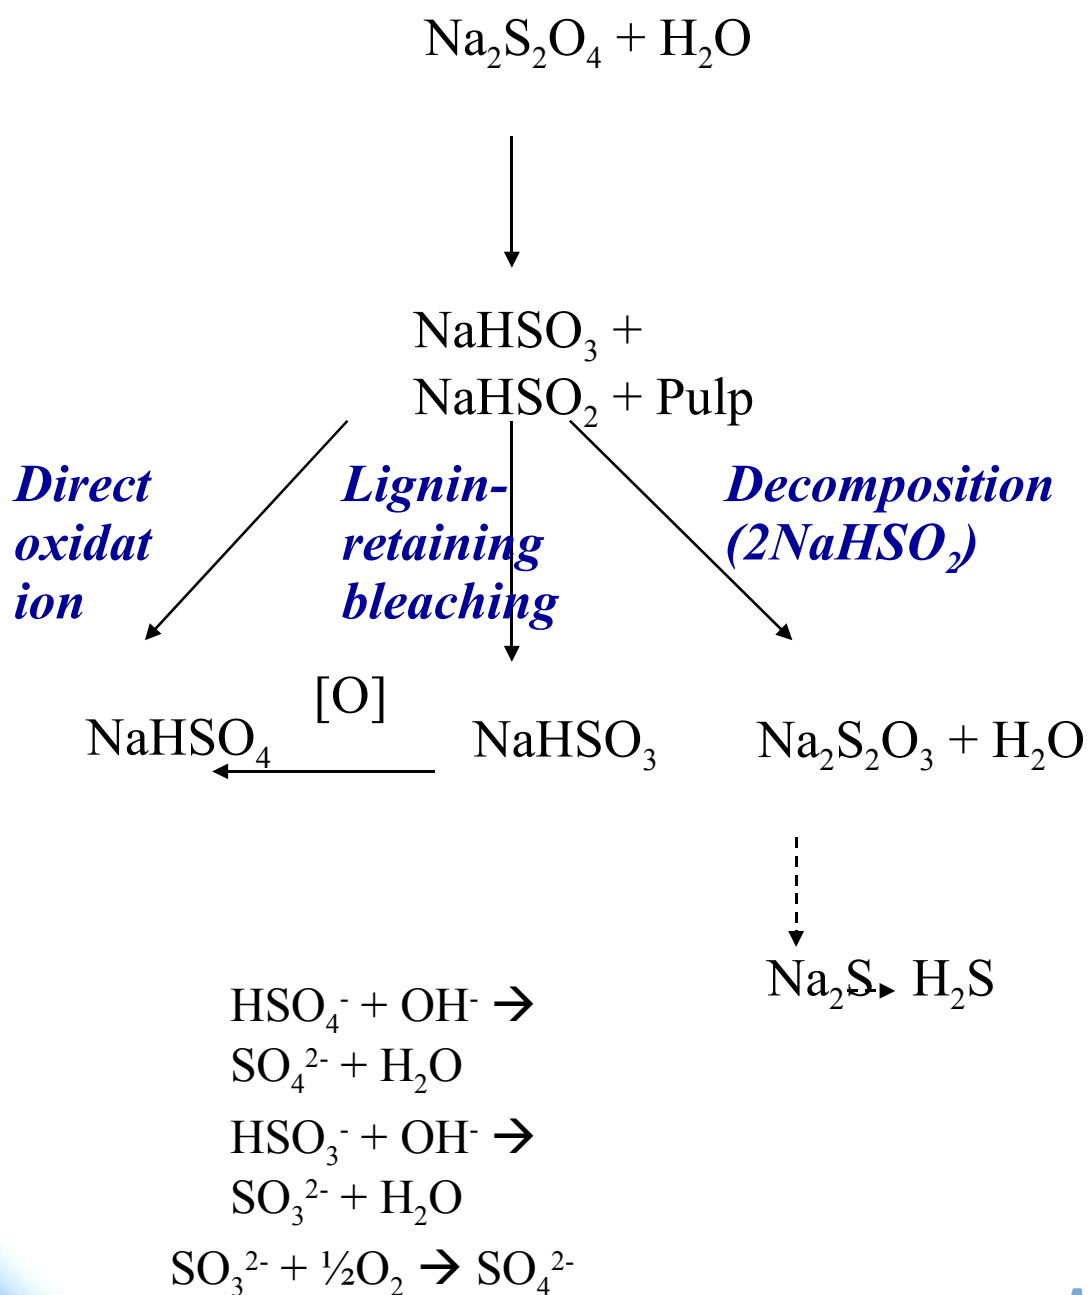 Na₂S₂O₄ + H₂O
NaHSO₃ +
NaHSO₂ + Pulp
Direct
oxidat
ion
Lignin-
retaining
bleaching
Decomposition
(2NaHSO₂)
[O]
NaHSO₄
NaHSO₃
Na₂S₂O₃ + H₂O
Na₂S
H₂S
HSO₄⁻ + OH⁻ →
SO₄²⁻ + H₂O
HSO₃⁻ + OH⁻ →
SO₃²⁻ + H₂O
SO₃²⁻ + ½O₂ → SO₄²⁻